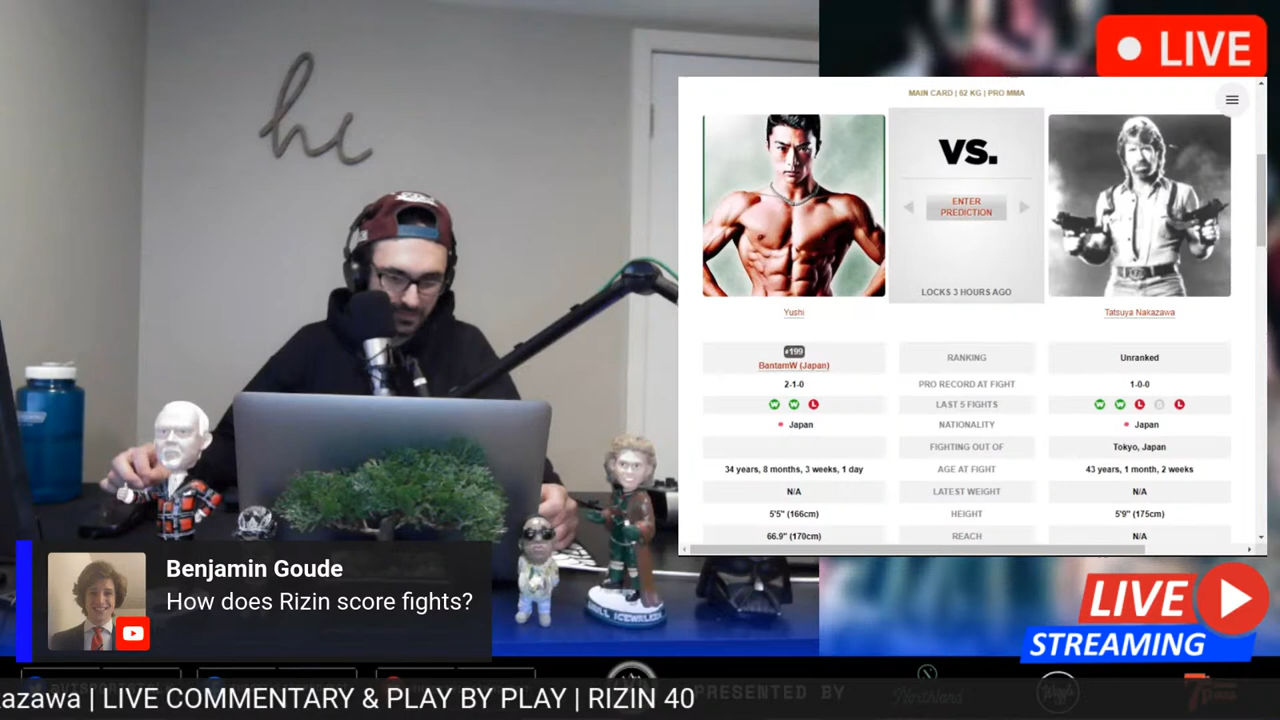 hi
LIVE
MAIN CARD | 62 KG | PRO MMA
VS.
ENTER
PREDICTION
LOCKS 3 HOURS AGO
Yushi
Tatsuya Nakazawa
#199
BantamW (Japan)
RANKING
Unranked
2-1-0
PRO RECORD AT FIGHT
1-0-0
W W L
LAST 5 FIGHTS
W W L D L
Japan
NATIONALITY
Japan
FIGHTING OUT OF
Tokyo, Japan
34 years, 8 months, 3 weeks, 1 day
AGE AT FIGHT
43 years, 1 month, 2 weeks
N/A
LATEST WEIGHT
N/A
5'5" (166cm)
HEIGHT
5'9" (175cm)
66.9" (170cm)
REACH
N/A
Benjamin Goude
How does Rizin score fights?
LIVE
STREAMING
PRESENTED BY
Northland
akazawa | LIVE COMMENTARY & PLAY BY PLAY | RIZIN 40